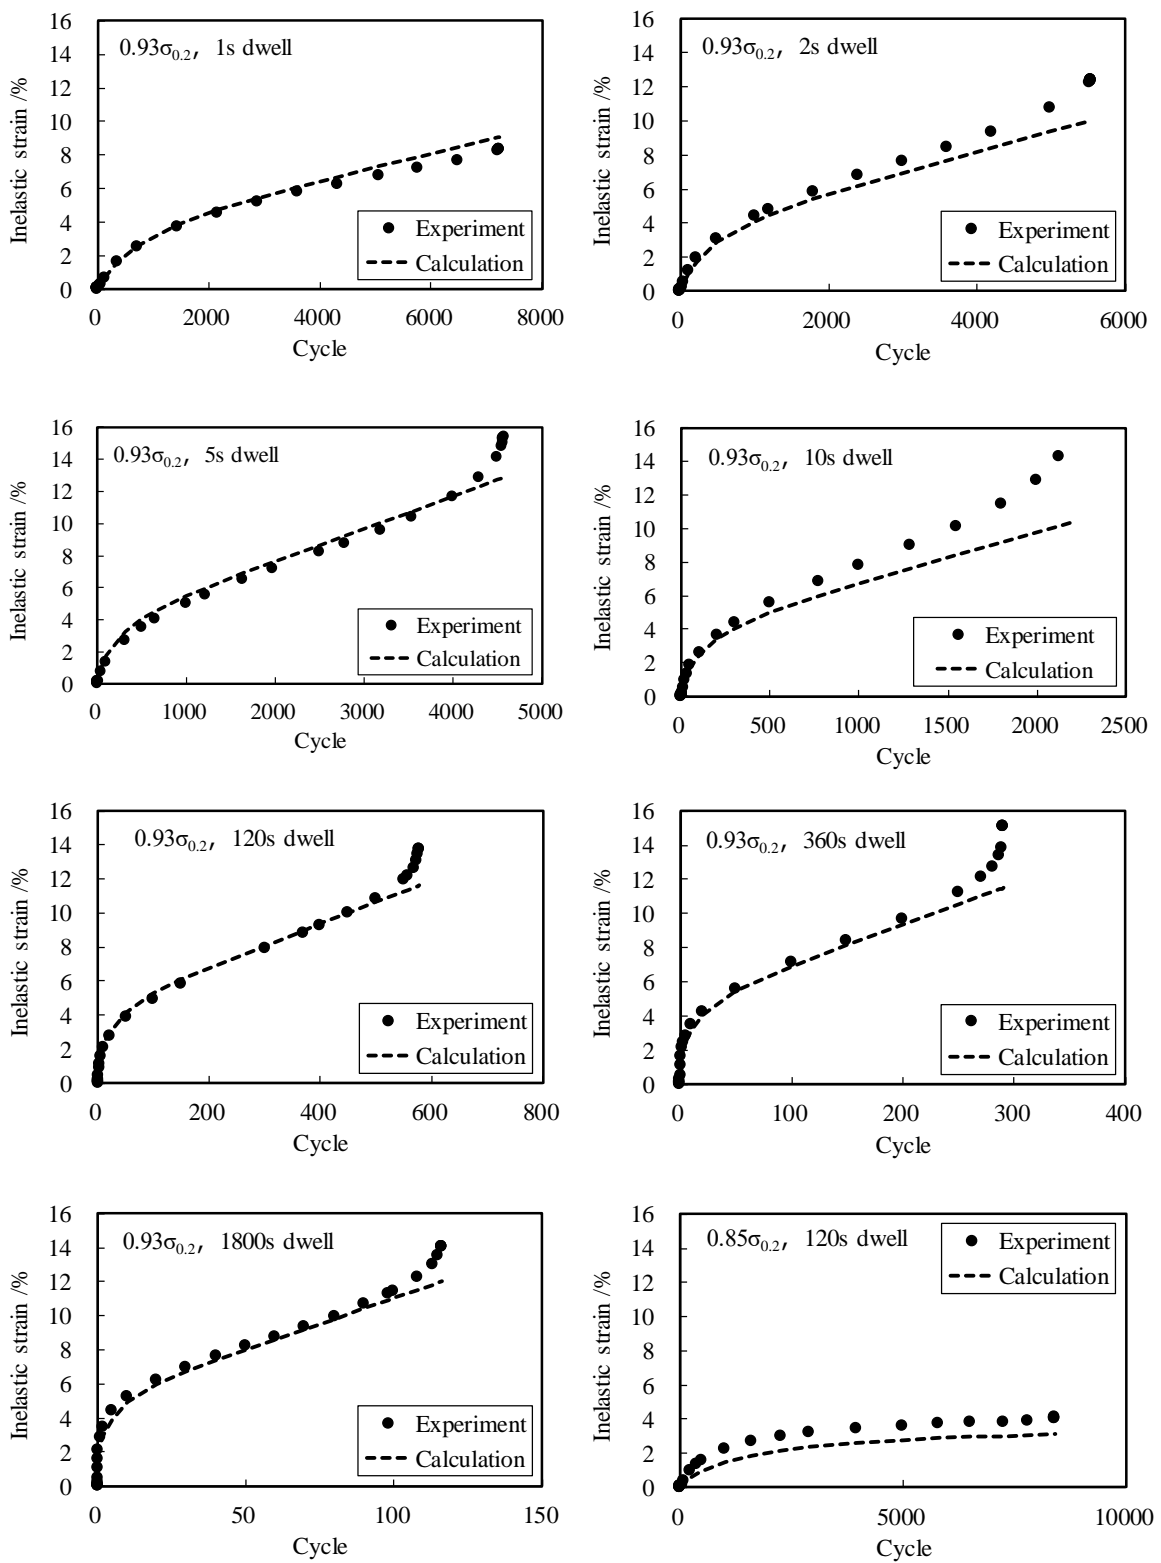 0.93σ0.2, 1s dwell
Inelastic strain /%
16
14
12
10
8
6
4
2
0
Experiment
Calculation
0 2000 4000 6000 8000
Cycle
0.93σ0.2, 2s dwell
Inelastic strain /%
16
14
12
10
8
6
4
2
0
Experiment
Calculation
0 2000 4000 6000
Cycle
0.93σ0.2, 5s dwell
Inelastic strain /%
16
14
12
10
8
6
4
2
0
Experiment
Calculation
0 1000 2000 3000 4000 5000
Cycle
0.93σ0.2, 10s dwell
Inelastic strain /%
16
14
12
10
8
6
4
2
0
Experiment
Calculation
0 500 1000 1500 2000 2500
Cycle
0.93σ0.2, 120s dwell
Inelastic strain /%
16
14
12
10
8
6
4
2
0
Experiment
Calculation
0 200 400 600 800
Cycle
0.93σ0.2, 360s dwell
Inelastic strain /%
16
14
12
10
8
6
4
2
0
Experiment
Calculation
0 100 200 300 400
Cycle
0.93σ0.2, 1800s dwell
Inelastic strain /%
16
14
12
10
8
6
4
2
0
Experiment
Calculation
0 50 100 150
Cycle
0.85σ0.2, 120s dwell
Inelastic strain /%
16
14
12
10
8
6
4
2
0
Experiment
Calculation
0 5000 10000
Cycle